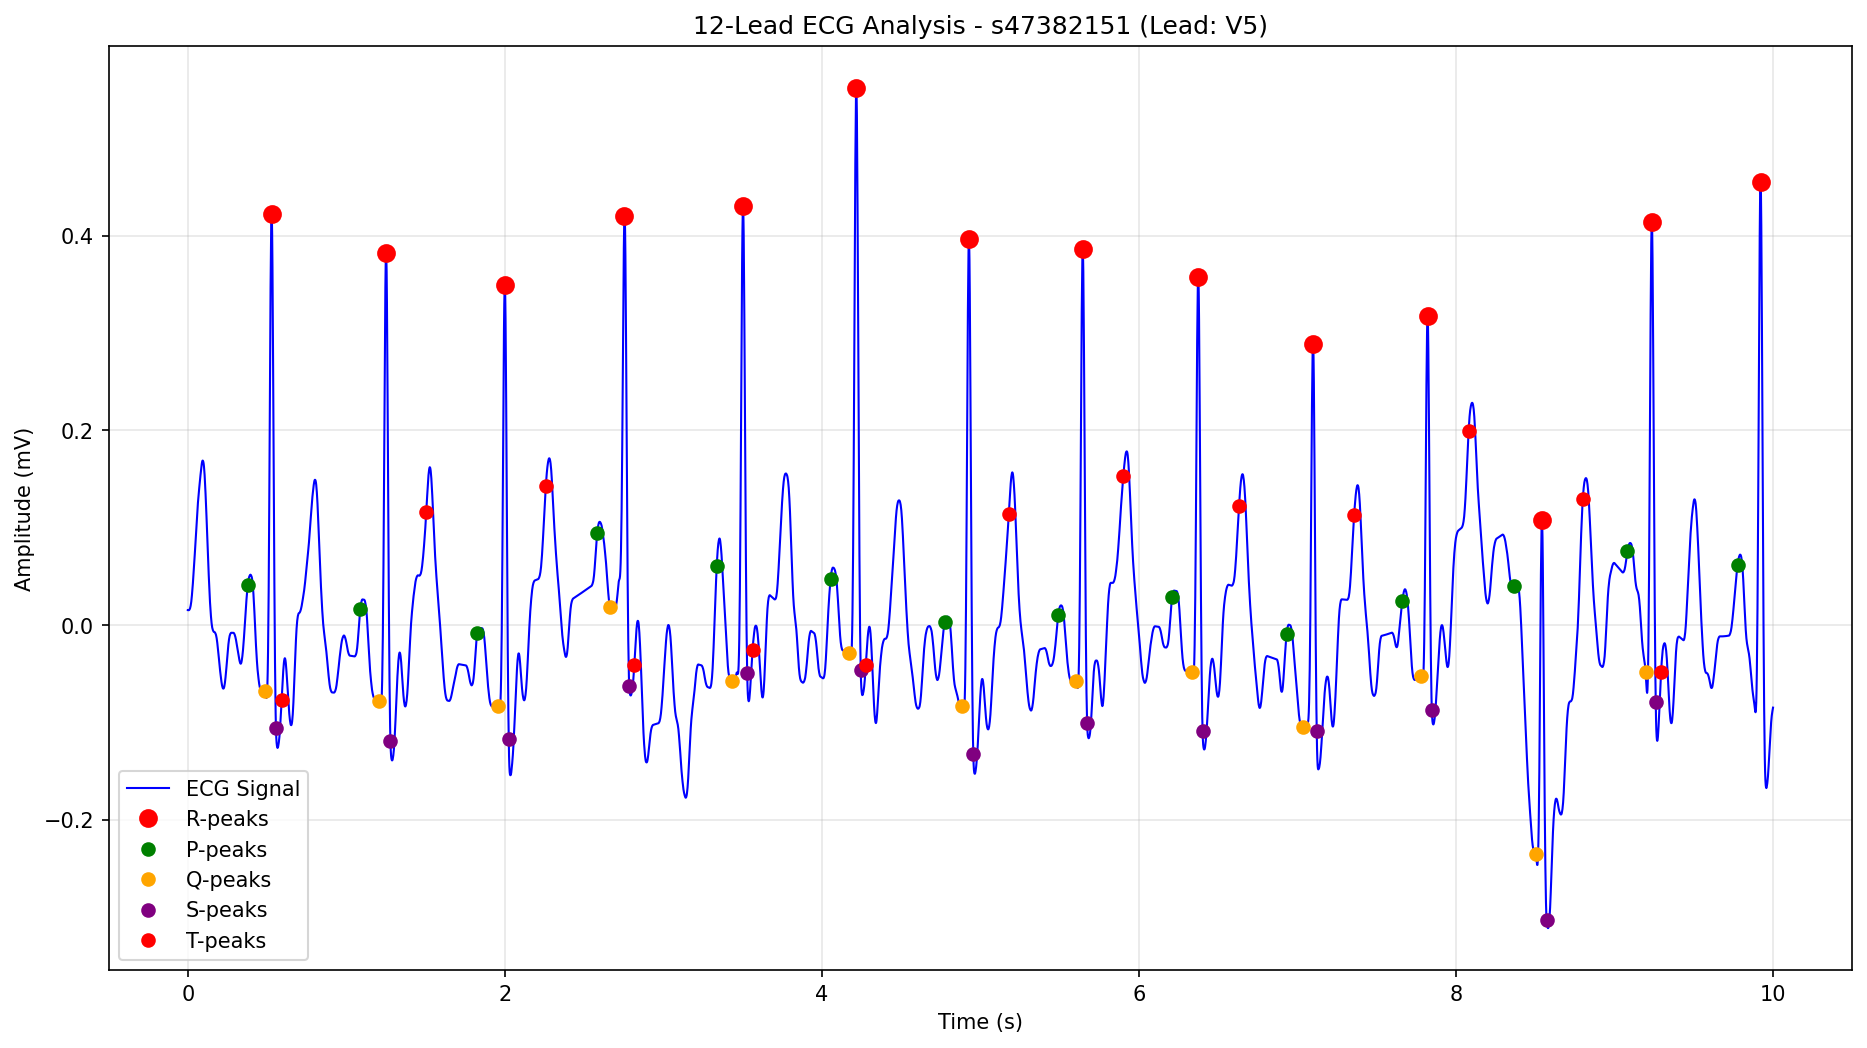 12-Lead ECG Analysis - s47382151 (Lead: V5)
Amplitude (mV)
0.4
0.2
0.0
−0.2
ECG Signal
R-peaks
P-peaks
Q-peaks
S-peaks
T-peaks
0 2 4 6 8 10
Time (s)